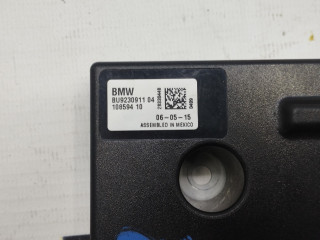 BMW
BU9230911 04
108594 10
06-05-15
ASSEMBLED IN MEXICO